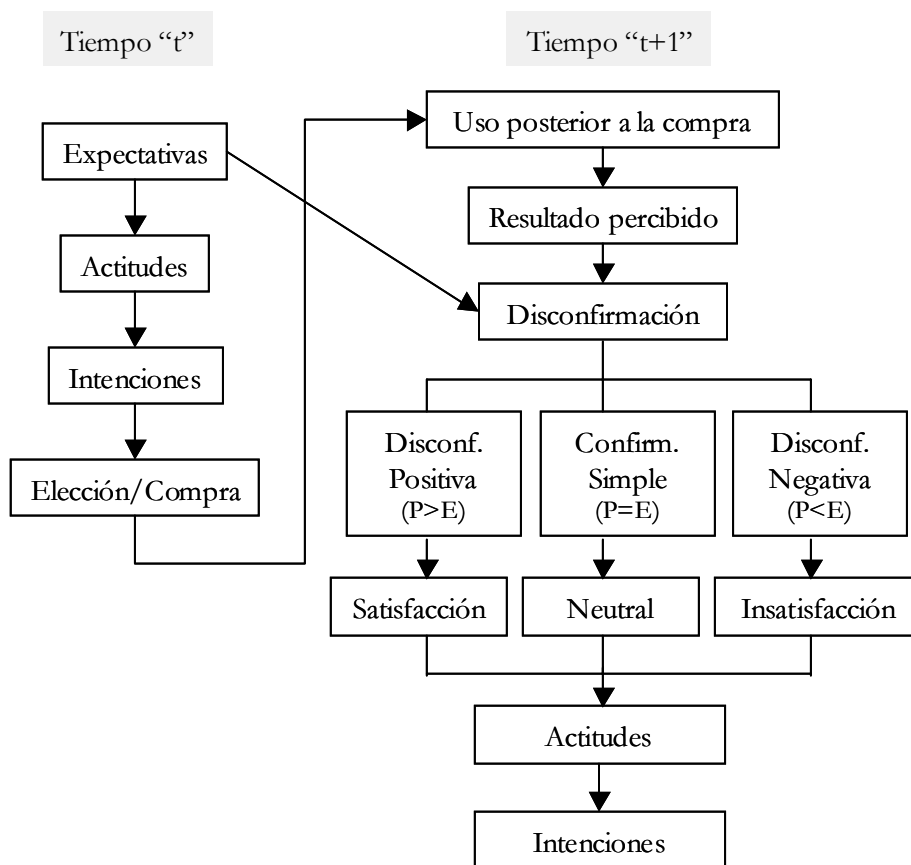 Tiempo “t”
Tiempo “t+1”
Expectativas
Actitudes
Intenciones
Elección/Compra
Uso posterior a la compra
Resultado percibido
Disconfirmación
Disconf.
Positiva
(P>E)
Confirm.
Simple
(P=E)
Disconf.
Negativa
(P<E)
Satisfacción
Neutral
Insatisfacción
Actitudes
Intenciones